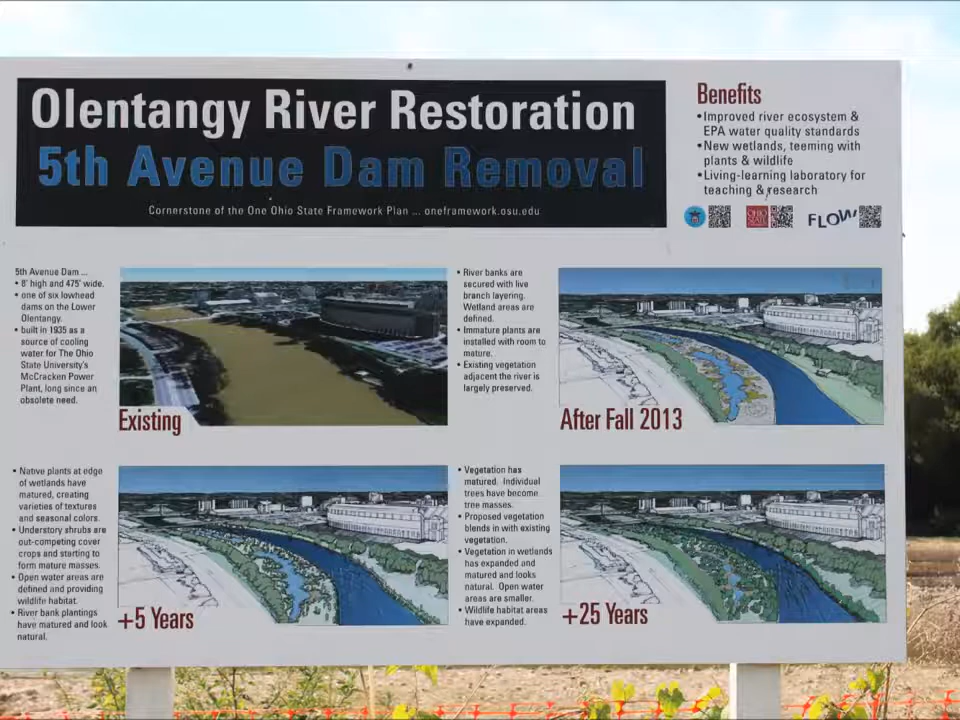 Olentangy River Restoration
5th Avenue Dam Removal
Cornerstone of the One Ohio State Framework Plan ... oneframework.osu.edu
Benefits
•Improved river ecosystem &
EPA water quality standards
•New wetlands, teeming with
plants & wildlife
•Living-learning laboratory for
teaching & research
OHIO
STATE
FLOW
5th Avenue Dam ...
• 8' high and 475' wide.
• one of six lowhead
dams on the Lower
Olentangy.
• built in 1935 as a
source of cooling
water for The Ohio
State University's
McCracken Power
Plant, long since an
obsolete need.
Existing
• River banks are
secured with live
branch layering.
Wetland areas are
defined.
• Immature plants are
installed with room to
mature.
• Existing vegetation
adjacent the river is
largely preserved.
After Fall 2013
• Native plants at edge
of wetlands have
matured, creating
varieties of textures
and seasonal colors.
• Understory shrubs are
out-competing cover
crops and starting to
form mature masses.
• Open water areas are
defined and providing
wildlife habitat.
• River bank plantings
have matured and look
natural.
+5 Years
• Vegetation has
matured. Individual
trees have become
tree masses.
• Proposed vegetation
blends in with existing
vegetation.
• Vegetation in wetlands
has expanded and
matured and looks
natural. Open water
areas are smaller.
• Wildlife habitat areas
have expanded.
+25 Years